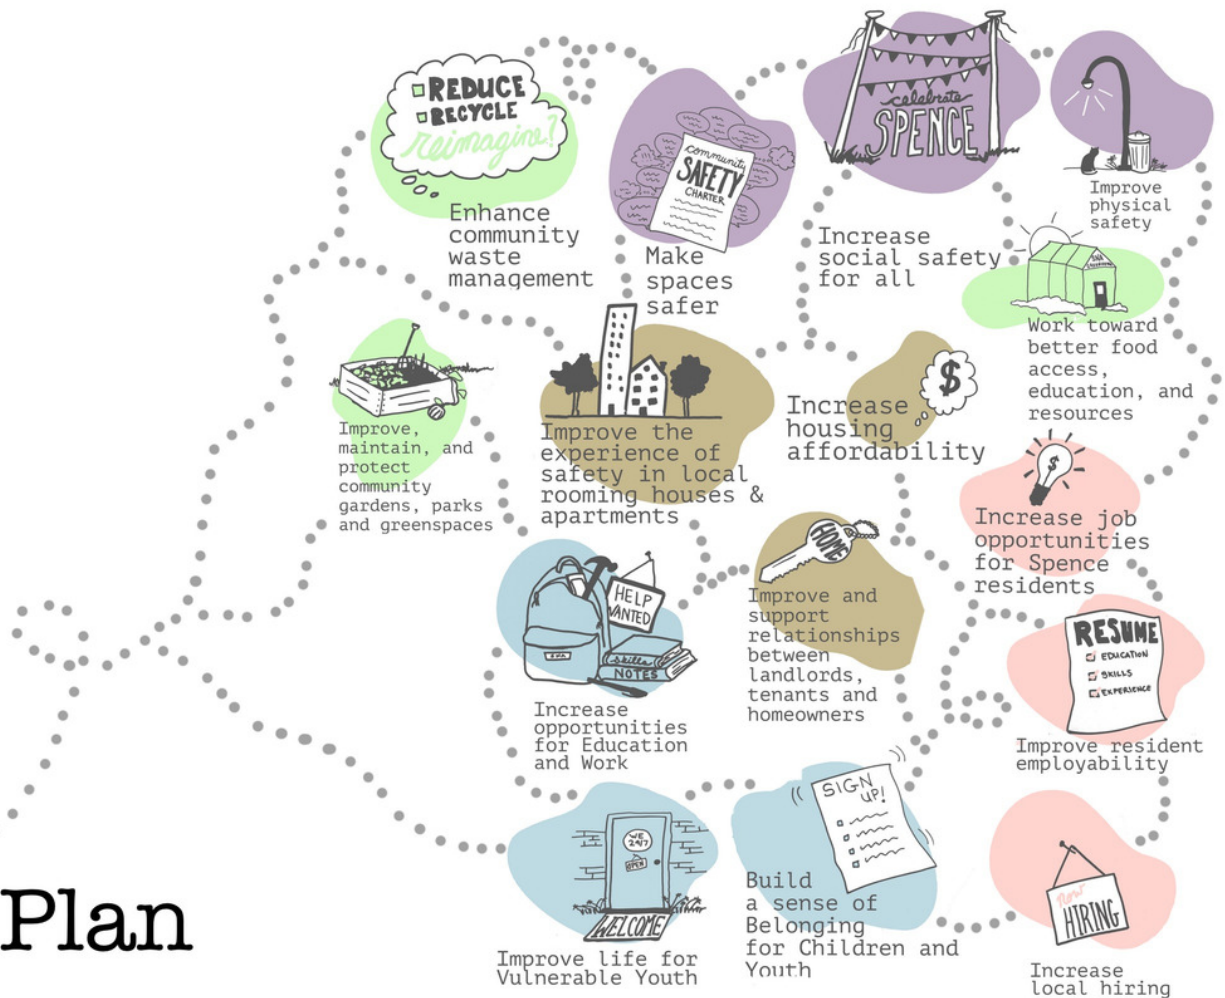 REDUCE
RECYCLE
reimagine?
Enhance
community
waste
management
community
SAFETY
CHARTER
Make
spaces
safer
celebrate
SPENCE
Increase
social safety
for all
Improve
physical
safety
Work toward
better food
access,
education, and
resources
Improve,
maintain, and
protect
community
gardens, parks
and greenspaces
Improve the
experience of
safety in local
rooming houses &
apartments
$
Increase
housing
affordability
$
Increase job
opportunities
for Spence
residents
HELP
WANTED
skills
NOTES
Increase
opportunities
for Education
and Work
HOME
Improve and
support
relationships
between
landlords,
tenants and
homeowners
RESUME
EDUCATION
SKILLS
EXPERIENCE
Improve resident
employability
WE
24/7
OPEN
WELCOME
Improve life for
Vulnerable Youth
SIGN
UP!
Build
a sense of
Belonging
for Children and
Youth
now
HIRING
Increase
local hiring
Plan